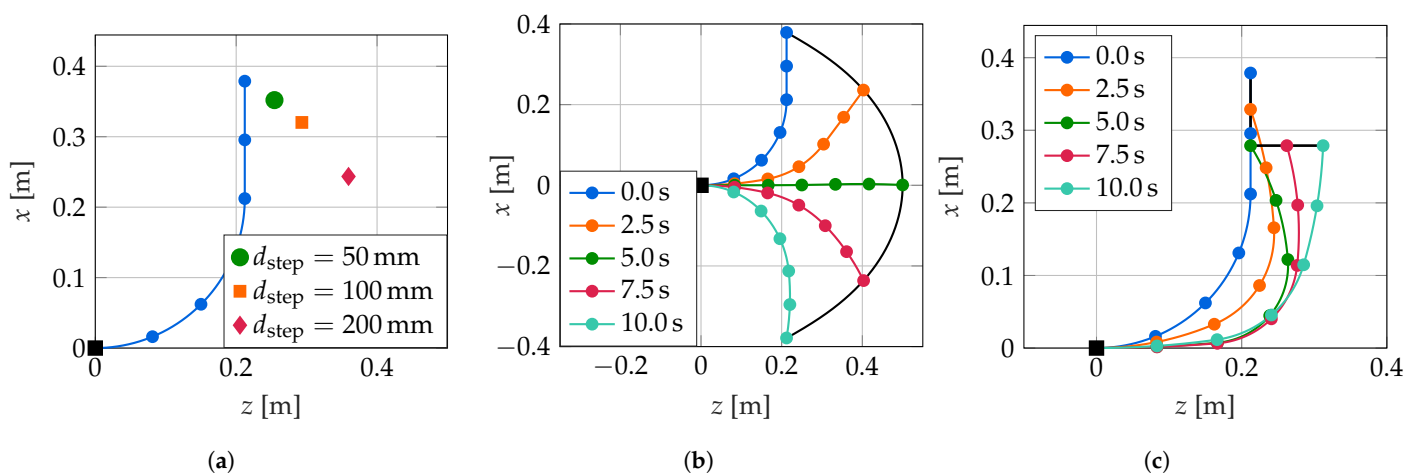 0.4
0.3
0.2
0.1
0
x [m]
0
0.2
0.4
z [m]
d_step = 50 mm
d_step = 100 mm
d_step = 200 mm
(a)
0.4
0.2
0
−0.2
−0.4
x [m]
−0.2
0
0.2
0.4
z [m]
0.0 s
2.5 s
5.0 s
7.5 s
10.0 s
(b)
0.4
0.3
0.2
0.1
0
x [m]
0
0.2
0.4
z [m]
0.0 s
2.5 s
5.0 s
7.5 s
10.0 s
(c)